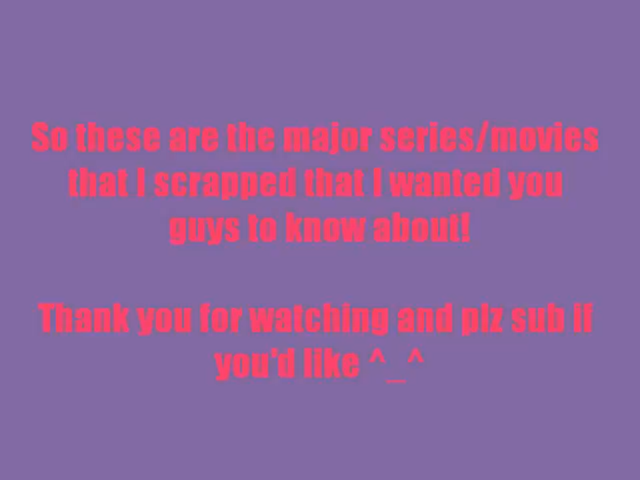 So these are the major series/movies
that I scrapped that I wanted you
guys to know about!
Thank you for watching and plz sub if
you'd like ^_^